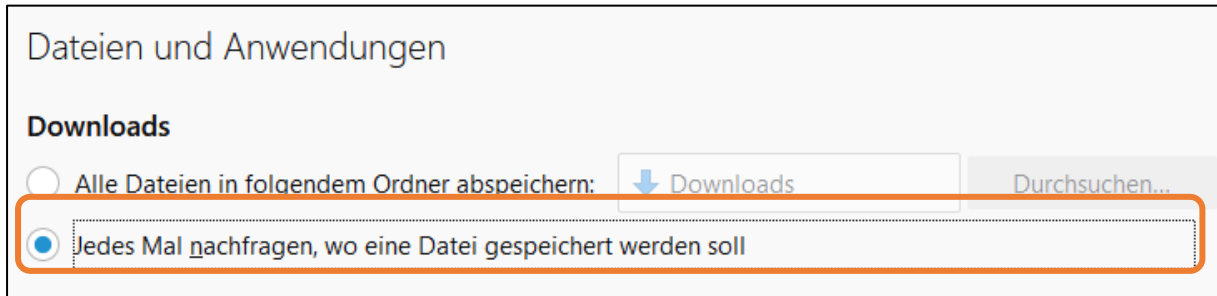 Dateien und Anwendungen
Downloads
Alle Dateien in folgendem Ordner abspeichern: Downloads Durchsuchen...
Jedes Mal nachfragen, wo eine Datei gespeichert werden soll